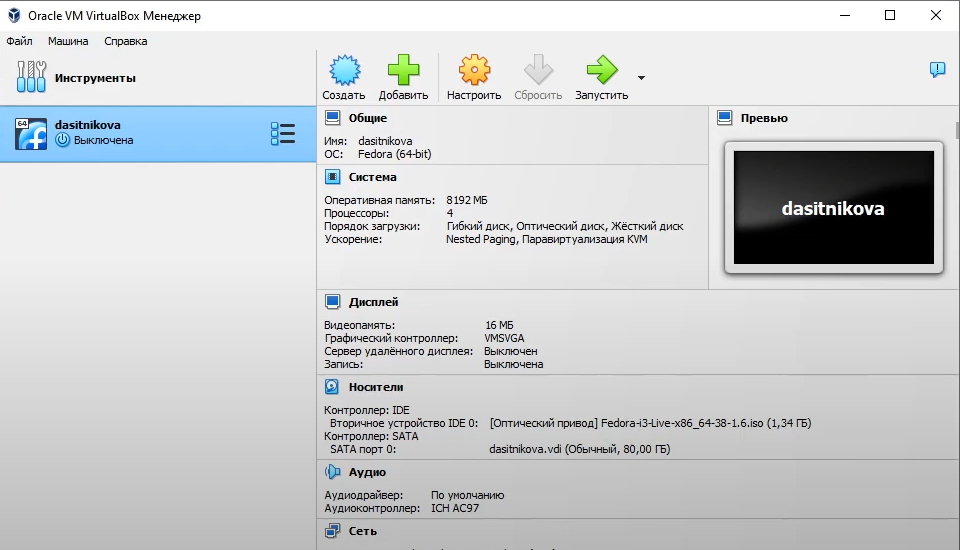 Oracle VM VirtualBox Менеджер
Файл Машина Справка
Инструменты
Создать Добавить Настроить Сбросить Запустить
64
dasitnikova
Выключена
Общие
Имя: dasitnikova
ОС: Fedora (64-bit)
Превью
dasitnikova
Система
Оперативная память: 8192 МБ
Процессоры: 4
Порядок загрузки: Гибкий диск, Оптический диск, Жёсткий диск
Ускорение: Nested Paging, Паравиртуализация KVM
Дисплей
Видеопамять: 16 МБ
Графический контроллер: VMSVGA
Сервер удалённого дисплея: Выключен
Запись: Выключена
Носители
Контроллер: IDE
Вторичное устройство IDE 0: [Оптический привод] Fedora-i3-Live-x86_64-38-1.6.iso (1,34 ГБ)
Контроллер: SATA
SATA порт 0: dasitnikova.vdi (Обычный, 80,00 ГБ)
Аудио
Аудиодрайвер: По умолчанию
Аудиоконтроллер: ICH AC97
Сеть